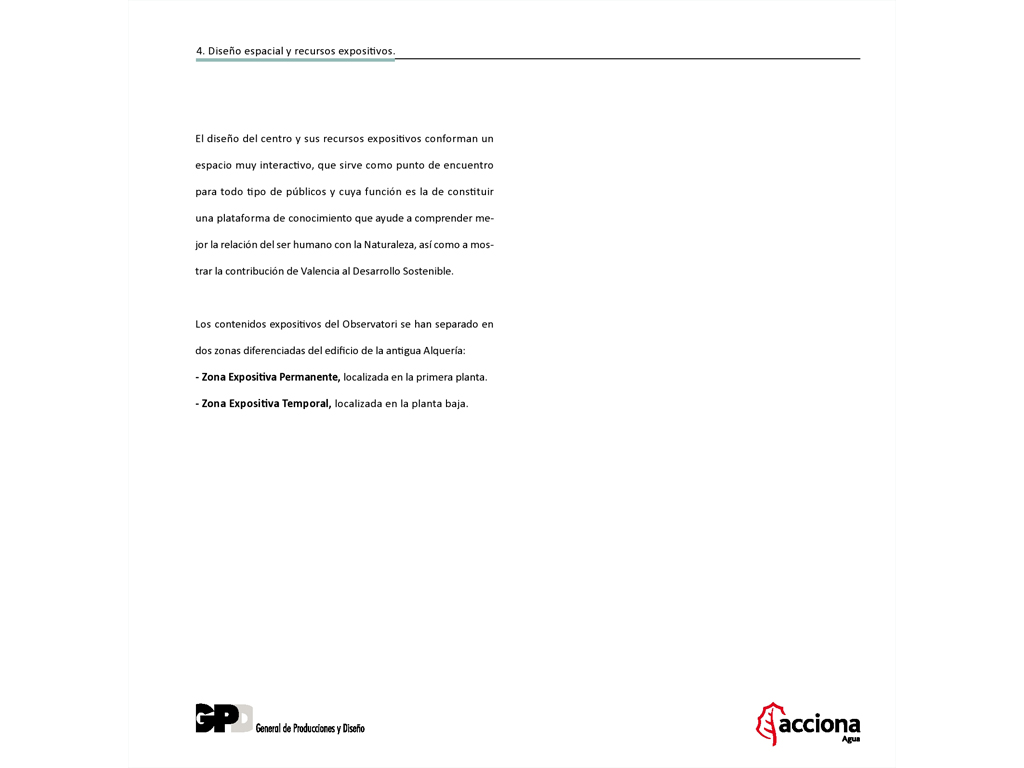 4. Diseño espacial y recursos expositivos.
El diseño del centro y sus recursos expositivos conforman un
espacio muy interactivo, que sirve como punto de encuentro
para todo tipo de públicos y cuya función es la de constituir
una plataforma de conocimiento que ayude a comprender me-
jor la relación del ser humano con la Naturaleza, así como a mos-
trar la contribución de Valencia al Desarrollo Sostenible.
Los contenidos expositivos del Observatori se han separado en
dos zonas diferenciadas del edificio de la antigua Alquería:
- Zona Expositiva Permanente, localizada en la primera planta.
- Zona Expositiva Temporal, localizada en la planta baja.
GPD General de Producciones y Diseño
acciona
Agua